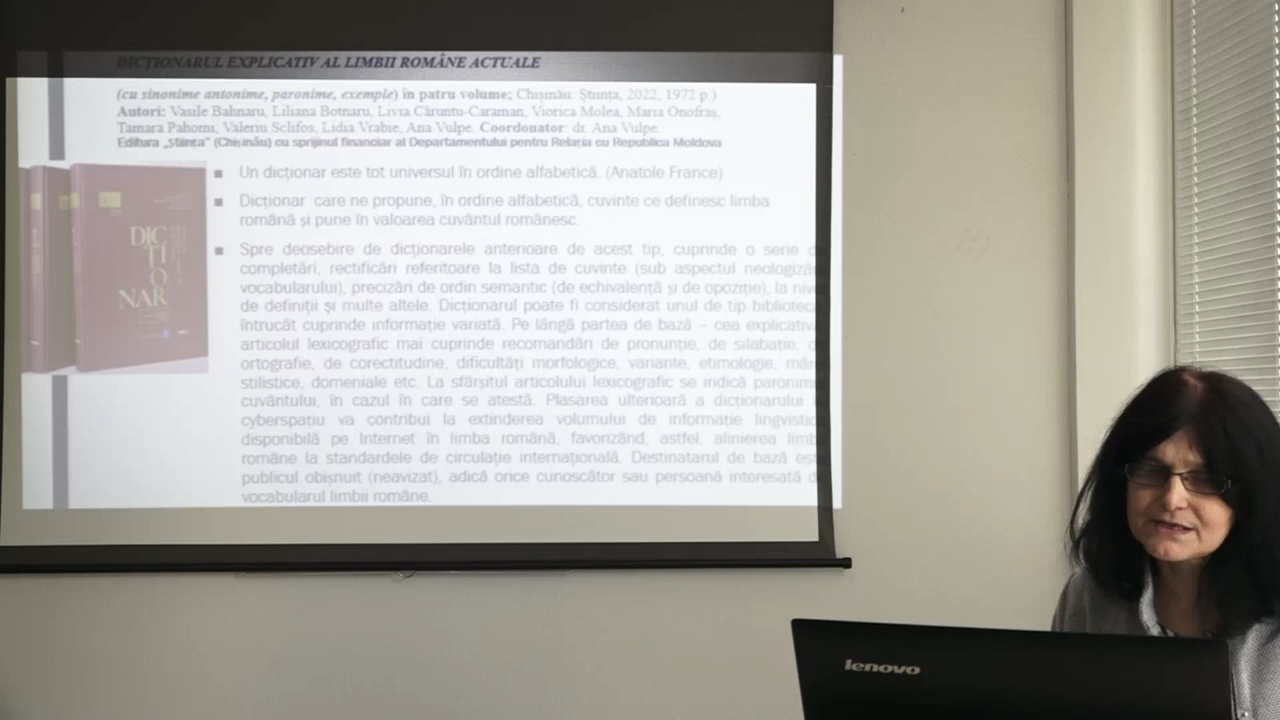 DICȚIONARUL EXPLICATIV AL LIMBII ROMÂNE ACTUALE
(cu sinonime antonime, paronime, exemple) în patru volume; Chișinău: Știința, 2022, 1972 p.)
Autori: Vasile Bahnaru, Liliana Botnaru, Livia Căruntu-Caraman, Viorica Molea, Maria Onofraș,
Tamara Pahomi, Valeriu Sclifos, Lidia Vrabie, Ana Vulpe. Coordonator: dr. Ana Vulpe.
Editura „Știința” (Chișinău) cu sprijinul financiar al Departamentului pentru Relația cu Republica Moldova
DIC
ȚI
O
NAR
■ Un dicționar este tot universul în ordine alfabetică. (Anatole France)
■ Dicționar care ne propune, în ordine alfabetică, cuvinte ce definesc limba
română și pune în valoarea cuvântul românesc.
■ Spre deosebire de dicționarele anterioare de acest tip, cuprinde o serie d
completări, rectificări referitoare la lista de cuvinte (sub aspectul neologiză
vocabularului), precizări de ordin semantic (de echivalență și de opoziție), la nive
de definiții și multe altele. Dicționarul poate fi considerat unul de tip bibliotecă
întrucât cuprinde informație variată. Pe lângă partea de bază – cea explicativă
articolul lexicografic mai cuprinde recomandări de pronunție, de silabație, d
ortografie, de corectitudine, dificultăți morfologice, variante, etimologie, mărc
stilistice, domeniale etc. La sfârșitul articolului lexicografic se indică paronime
cuvântului, în cazul în care se atestă. Plasarea ulterioară a dicționarului
cyberspațiu va contribui la extinderea volumului de informație lingvistic
disponibilă pe Internet în limba română, favorizând, astfel, alinierea limb
române la standardele de circulație internațională. Destinatarul de bază est
publicul obișnuit (neavizat), adică orice cunoscător sau persoană interesată d
vocabularul limbii române.
lenovo